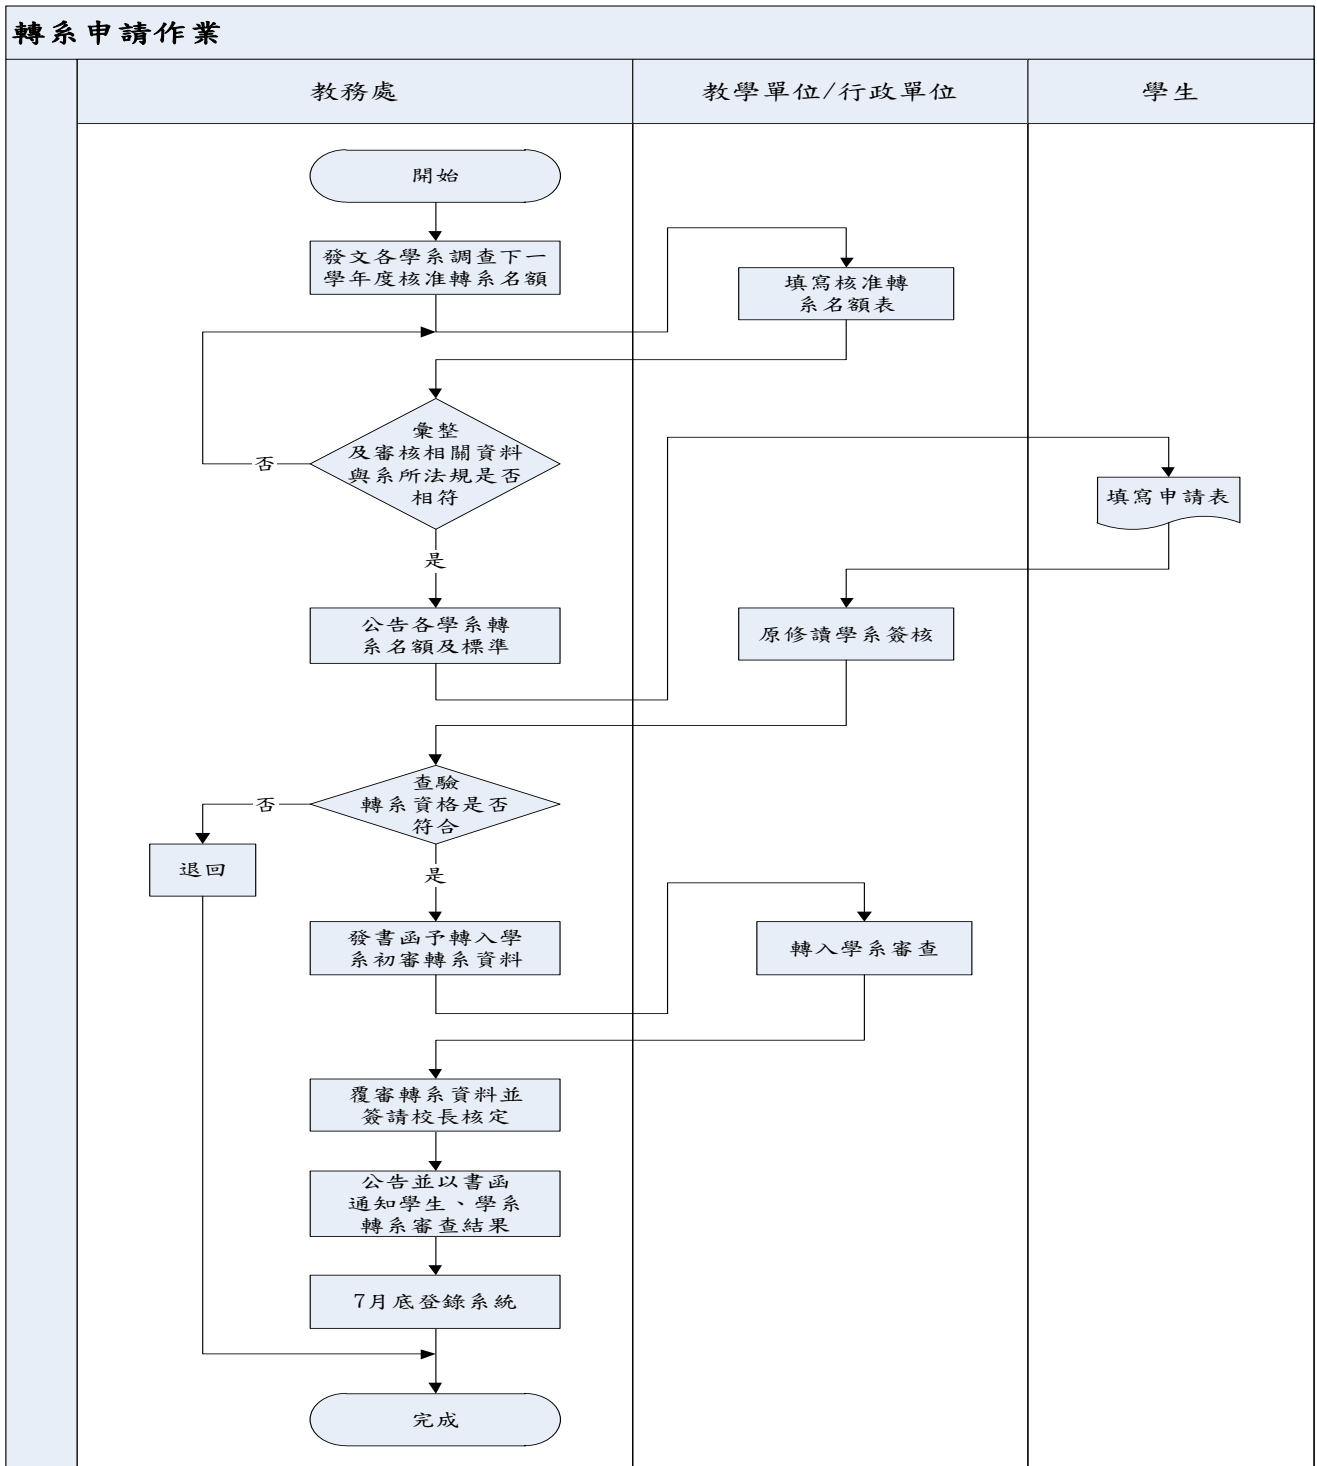 轉系申請作業
教務處
教學單位/行政單位
學生
開始
發文各學系調查下一
學年度核准轉系名額
填寫核准轉
系名額表
彙整
及審核相關資料
與系所法規是否
相符
否
是
填寫申請表
公告各學系轉
系名額及標準
原修讀學系簽核
查驗
轉系資格是否
符合
否
退回
是
發書函予轉入學
系初審轉系資料
轉入學系審查
覆審轉系資料並
簽請校長核定
公告並以書函
通知學生、學系
轉系審查結果
7月底登錄系統
完成